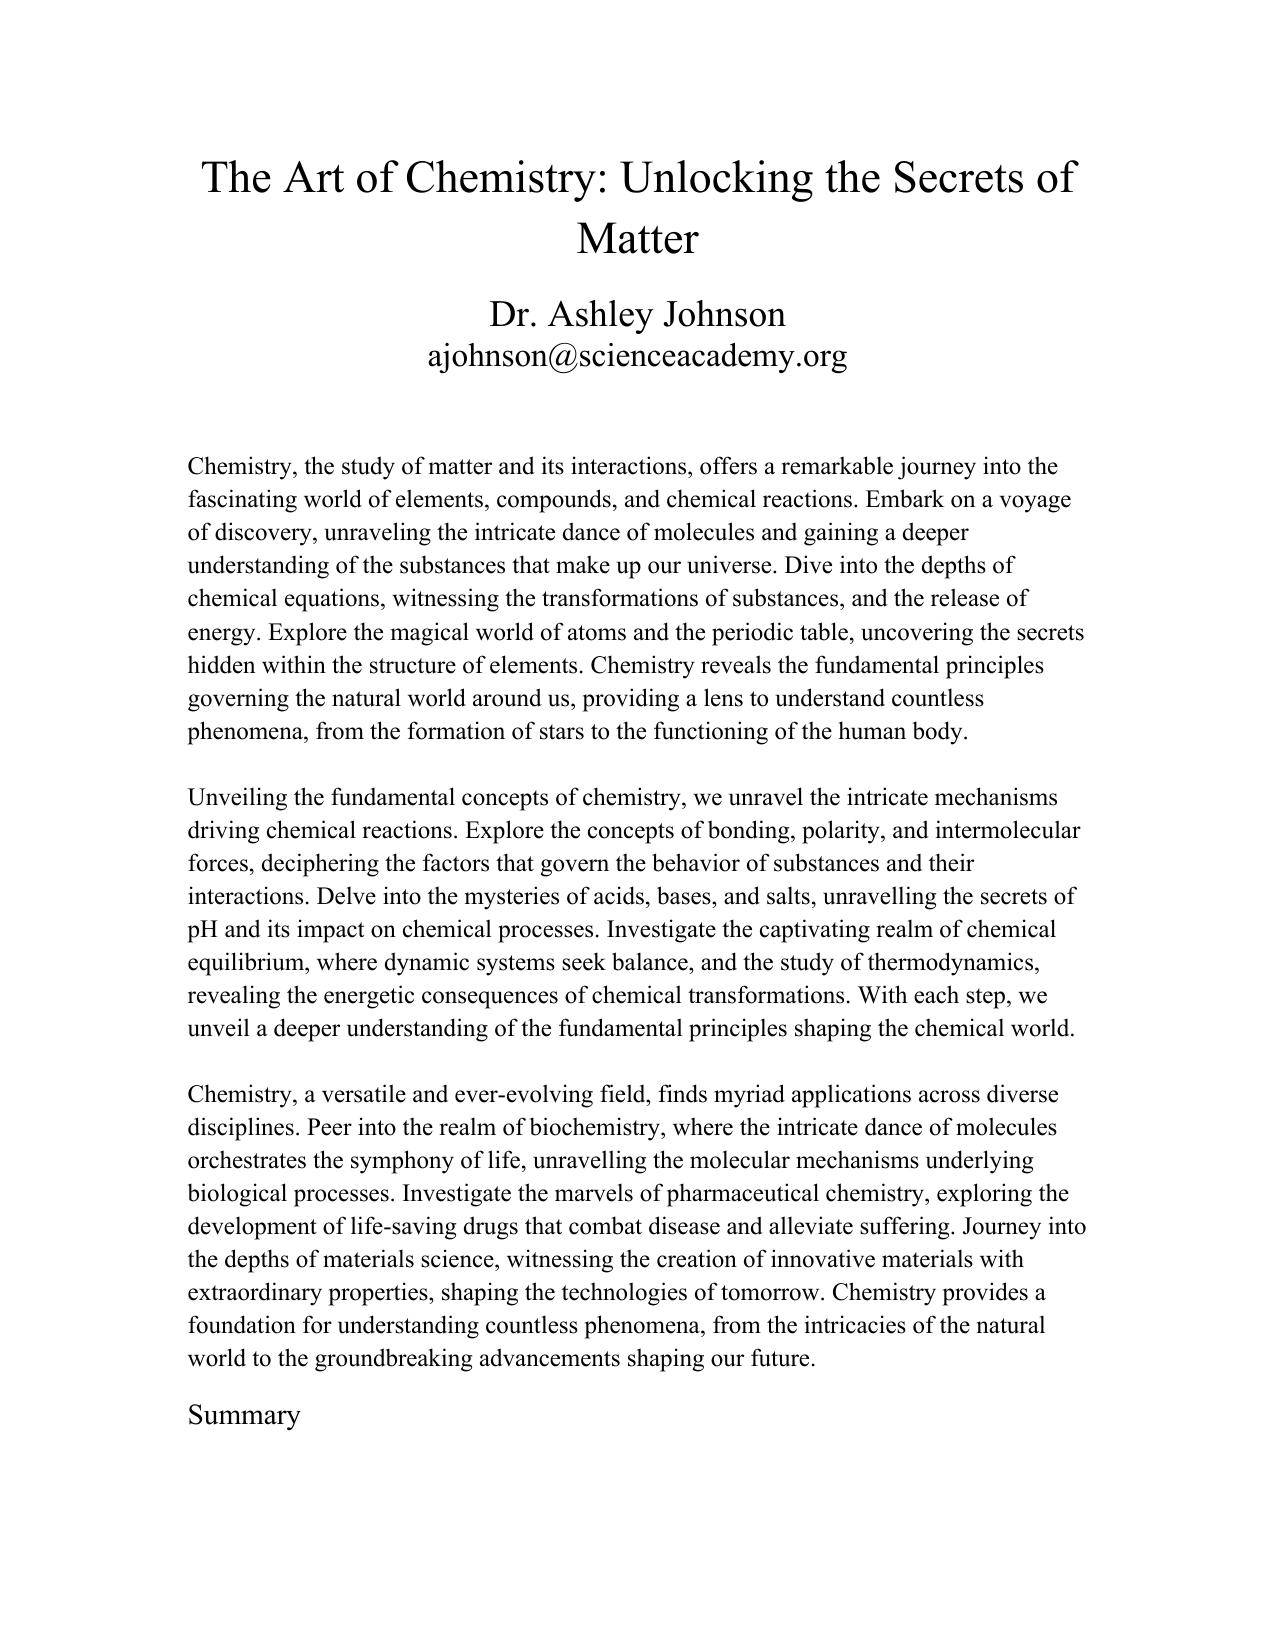 The Art of Chemistry: Unlocking the Secrets of
Matter
Dr. Ashley Johnson
ajohnson@scienceacademy.org
Chemistry, the study of matter and its interactions, offers a remarkable journey into the
fascinating world of elements, compounds, and chemical reactions. Embark on a voyage
of discovery, unraveling the intricate dance of molecules and gaining a deeper
understanding of the substances that make up our universe. Dive into the depths of
chemical equations, witnessing the transformations of substances, and the release of
energy. Explore the magical world of atoms and the periodic table, uncovering the secrets
hidden within the structure of elements. Chemistry reveals the fundamental principles
governing the natural world around us, providing a lens to understand countless
phenomena, from the formation of stars to the functioning of the human body.
Unveiling the fundamental concepts of chemistry, we unravel the intricate mechanisms
driving chemical reactions. Explore the concepts of bonding, polarity, and intermolecular
forces, deciphering the factors that govern the behavior of substances and their
interactions. Delve into the mysteries of acids, bases, and salts, unravelling the secrets of
pH and its impact on chemical processes. Investigate the captivating realm of chemical
equilibrium, where dynamic systems seek balance, and the study of thermodynamics,
revealing the energetic consequences of chemical transformations. With each step, we
unveil a deeper understanding of the fundamental principles shaping the chemical world.
Chemistry, a versatile and ever-evolving field, finds myriad applications across diverse
disciplines. Peer into the realm of biochemistry, where the intricate dance of molecules
orchestrates the symphony of life, unravelling the molecular mechanisms underlying
biological processes. Investigate the marvels of pharmaceutical chemistry, exploring the
development of life-saving drugs that combat disease and alleviate suffering. Journey into
the depths of materials science, witnessing the creation of innovative materials with
extraordinary properties, shaping the technologies of tomorrow. Chemistry provides a
foundation for understanding countless phenomena, from the intricacies of the natural
world to the groundbreaking advancements shaping our future.
Summary